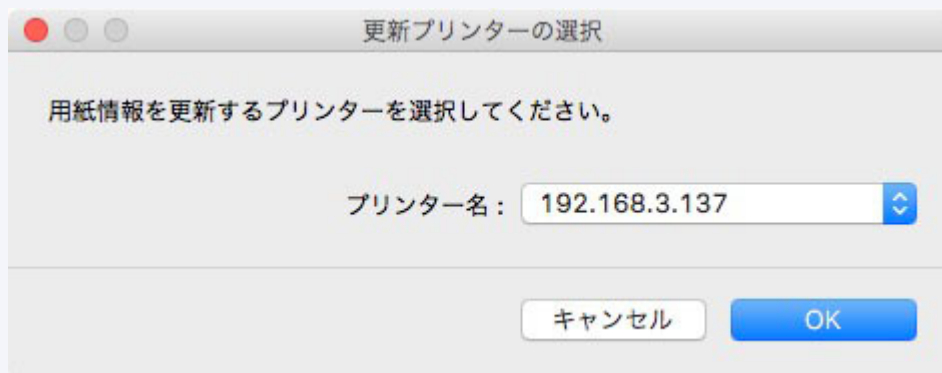 更新プリンターの選択
用紙情報を更新するプリンターを選択してください。
プリンター名： 192.168.3.137
キャンセル OK